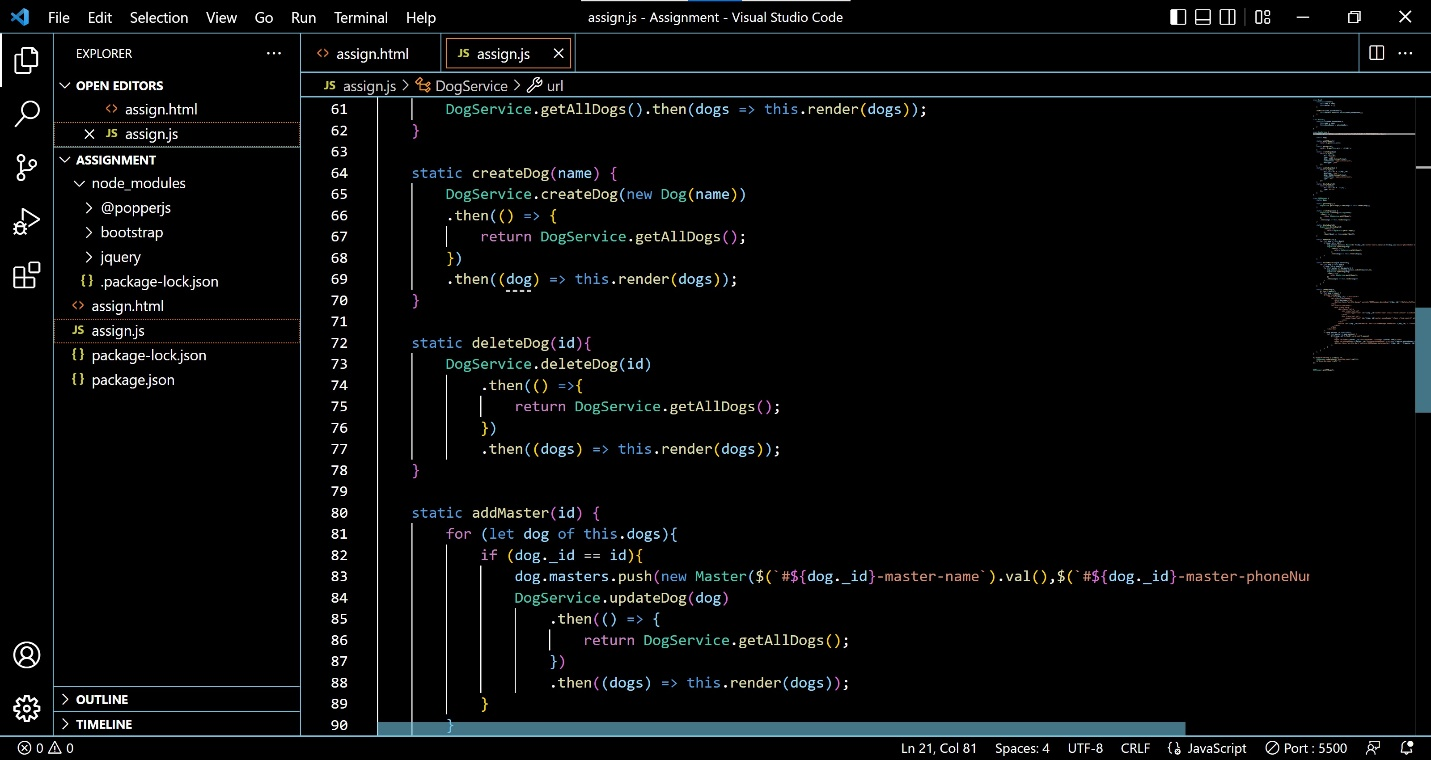 File Edit Selection View Go Run Terminal Help assign.js - Assignment - Visual Studio Code
EXPLORER ···
OPEN EDITORS
<> assign.html
× JS assign.js
ASSIGNMENT
node_modules
> @popperjs
> bootstrap
> jquery
{} .package-lock.json
<> assign.html
JS assign.js
{} package-lock.json
{} package.json
> OUTLINE
> TIMELINE
<> assign.html JS assign.js ×
JS assign.js > DogService > url
61 DogService.getAllDogs().then(dogs => this.render(dogs));
62 }
63
64 static createDog(name) {
65 DogService.createDog(new Dog(name))
66 .then(() => {
67 return DogService.getAllDogs();
68 })
69 .then((dog) => this.render(dogs));
70 }
71
72 static deleteDog(id){
73 DogService.deleteDog(id)
74 .then(() =>{
75 return DogService.getAllDogs();
76 })
77 .then((dogs) => this.render(dogs));
78 }
79
80 static addMaster(id) {
81 for (let dog of this.dogs){
82 if (dog._id == id){
83 dog.masters.push(new Master($(`#${dog._id}-master-name`).val(),$(`#${dog._id}-master-phoneNu
84 DogService.updateDog(dog)
85 .then(() => {
86 return DogService.getAllDogs();
87 })
88 .then((dogs) => this.render(dogs));
89 }
90 }
0 0 Ln 21, Col 81 Spaces: 4 UTF-8 CRLF {} JavaScript Port : 5500